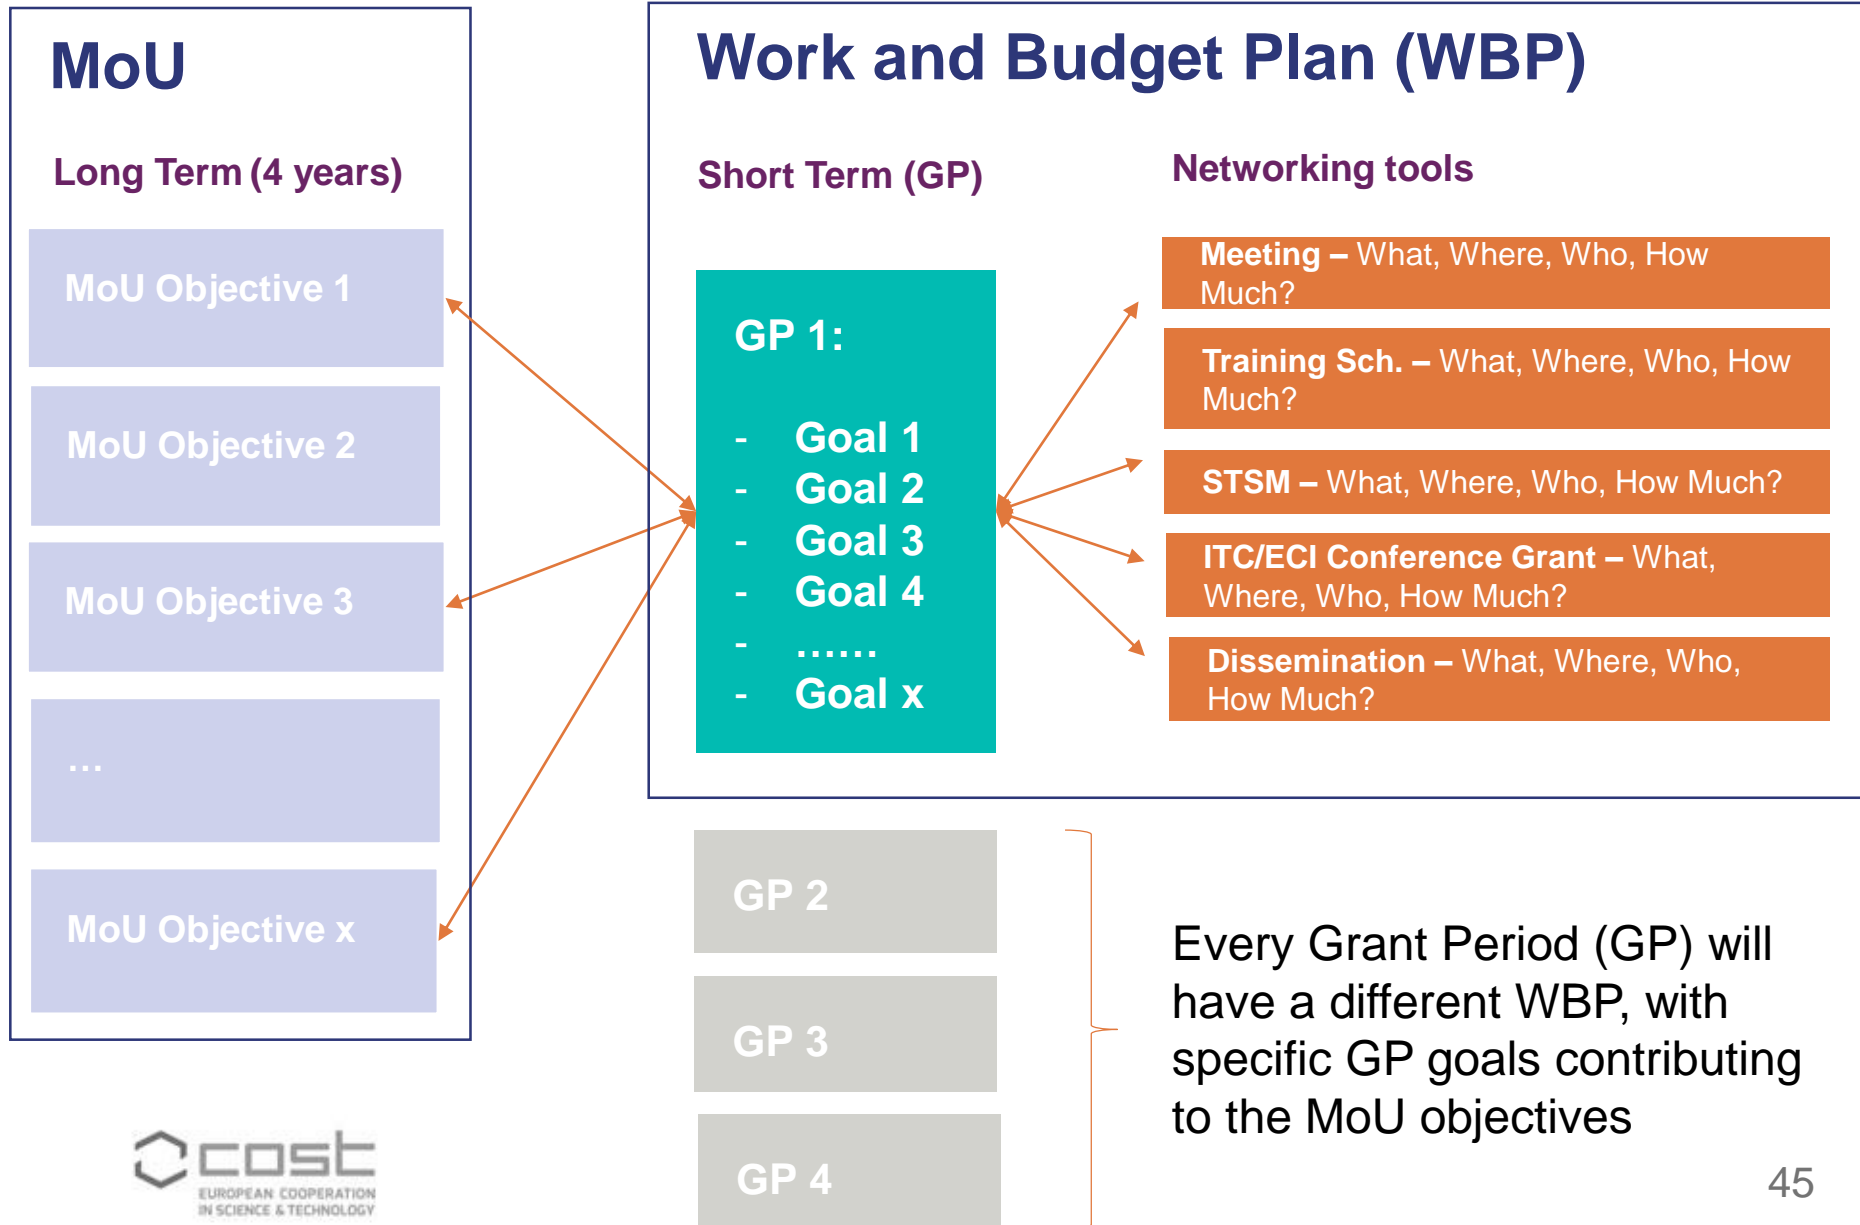 MoU
Long Term (4 years)
MoU Objective 1
MoU Objective 2
MoU Objective 3
…
MoU Objective x
Work and Budget Plan (WBP)
Short Term (GP)
GP 1:
- Goal 1
- Goal 2
- Goal 3
- Goal 4
- ……
- Goal x
Networking tools
Meeting – What, Where, Who, How
Much?
Training Sch. – What, Where, Who, How
Much?
STSM – What, Where, Who, How Much?
ITC/ECI Conference Grant – What,
Where, Who, How Much?
Dissemination – What, Where, Who,
How Much?
GP 2
GP 3
GP 4
Every Grant Period (GP) will
have a different WBP, with
specific GP goals contributing
to the MoU objectives
cost
EUROPEAN COOPERATION
IN SCIENCE & TECHNOLOGY
45